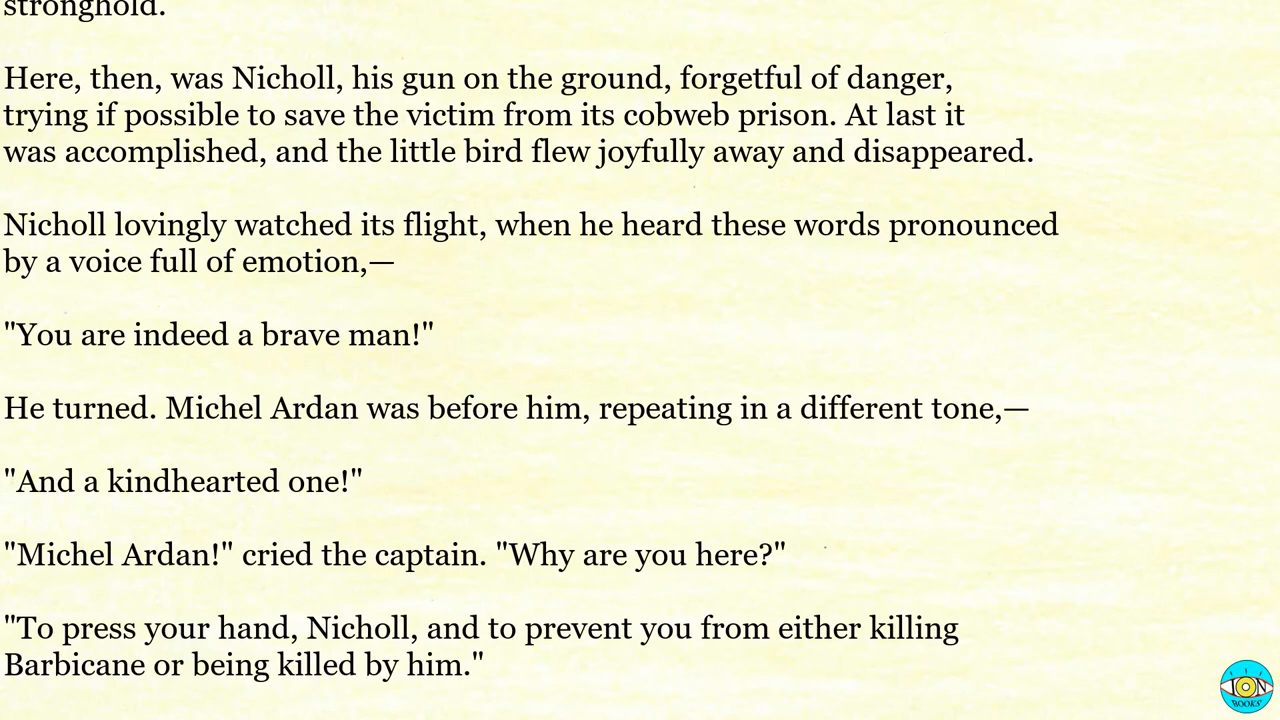 stronghold.
Here, then, was Nicholl, his gun on the ground, forgetful of danger,
trying if possible to save the victim from its cobweb prison. At last it
was accomplished, and the little bird flew joyfully away and disappeared.
Nicholl lovingly watched its flight, when he heard these words pronounced
by a voice full of emotion,—
"You are indeed a brave man!"
He turned. Michel Ardan was before him, repeating in a different tone,—
"And a kindhearted one!"
"Michel Ardan!" cried the captain. "Why are you here?"
"To press your hand, Nicholl, and to prevent you from either killing
Barbicane or being killed by him."
ION
BOOKS